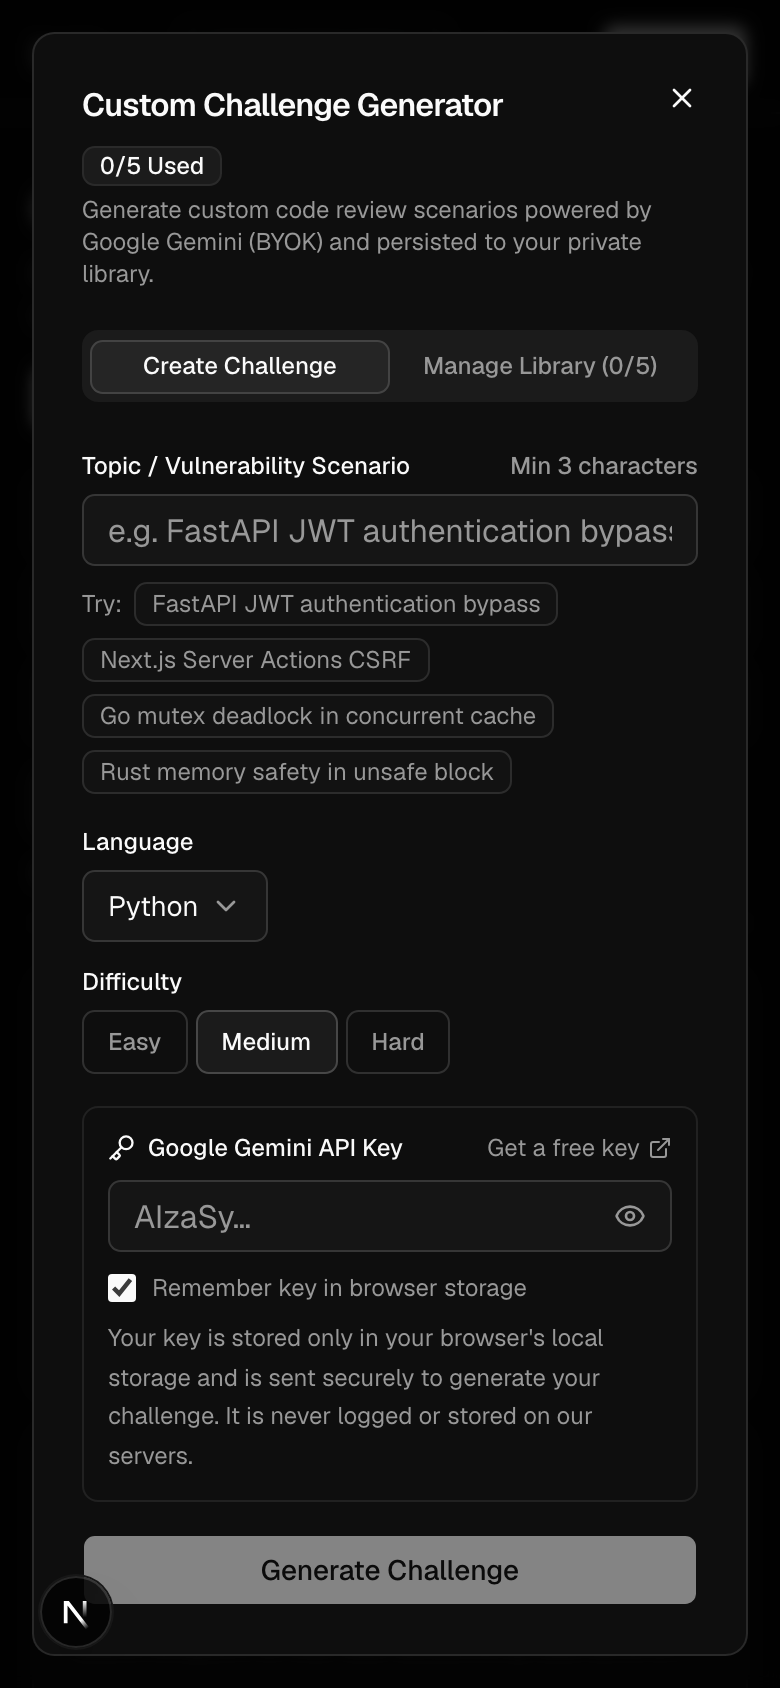 Custom Challenge Generator
0/5 Used
Generate custom code review scenarios powered by
Google Gemini (BYOK) and persisted to your private
library.
Create Challenge
Manage Library (0/5)
Topic / Vulnerability Scenario
Min 3 characters
e.g. FastAPI JWT authentication bypas
Try:
FastAPI JWT authentication bypass
Next.js Server Actions CSRF
Go mutex deadlock in concurrent cache
Rust memory safety in unsafe block
Language
Python
Difficulty
Easy
Medium
Hard
Google Gemini API Key
Get a free key
AIzaSy...
Remember key in browser storage
Your key is stored only in your browser's local
storage and is sent securely to generate your
challenge. It is never logged or stored on our
servers.
Generate Challenge
N